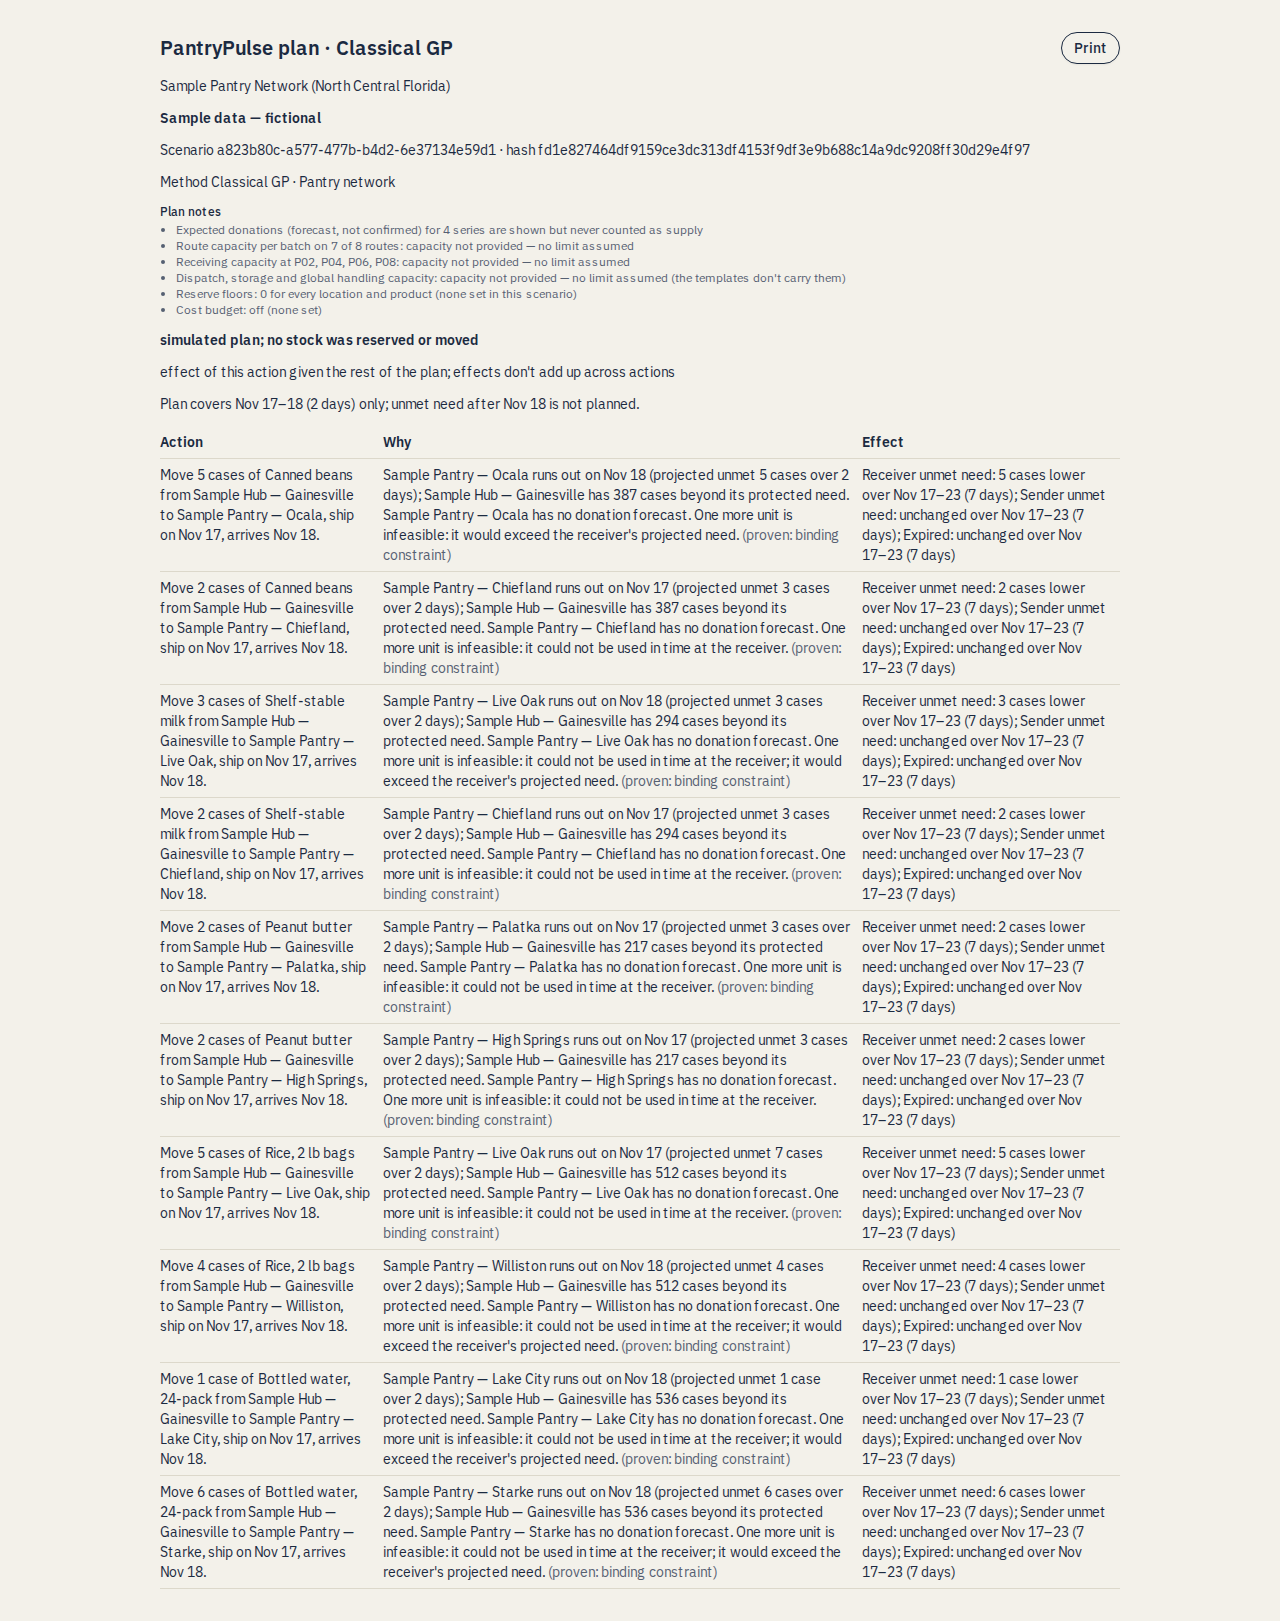 PantryPulse plan · Classical GP
Print
Sample Pantry Network (North Central Florida)
Sample data — fictional
Scenario a823b80c-a577-477b-b4d2-6e37134e59d1 · hash fd1e827464df9159ce3dc313df4153f9df3e9b688c14a9dc9208ff30d29e4f97
Method Classical GP · Pantry network
Plan notes
• Expected donations (forecast, not confirmed) for 4 series are shown but never counted as supply
• Route capacity per batch on 7 of 8 routes: capacity not provided — no limit assumed
• Receiving capacity at P02, P04, P06, P08: capacity not provided — no limit assumed
• Dispatch, storage and global handling capacity: capacity not provided — no limit assumed (the templates don't carry them)
• Reserve floors: 0 for every location and product (none set in this scenario)
• Cost budget: off (none set)
simulated plan; no stock was reserved or moved
effect of this action given the rest of the plan; effects don't add up across actions
Plan covers Nov 17–18 (2 days) only; unmet need after Nov 18 is not planned.
Action
Why
Effect
Move 5 cases of Canned beans
from Sample Hub — Gainesville
to Sample Pantry — Ocala, ship
on Nov 17, arrives Nov 18.
Sample Pantry — Ocala runs out on Nov 18 (projected unmet 5 cases over 2
days); Sample Hub — Gainesville has 387 cases beyond its protected need.
Sample Pantry — Ocala has no donation forecast. One more unit is
infeasible: it would exceed the receiver's projected need. (proven: binding
constraint)
Receiver unmet need: 5 cases lower
over Nov 17–23 (7 days); Sender unmet
need: unchanged over Nov 17–23 (7
days); Expired: unchanged over Nov
17–23 (7 days)
Move 2 cases of Canned beans
from Sample Hub — Gainesville
to Sample Pantry — Chiefland,
ship on Nov 17, arrives Nov 18.
Sample Pantry — Chiefland runs out on Nov 17 (projected unmet 3 cases
over 2 days); Sample Hub — Gainesville has 387 cases beyond its
protected need. Sample Pantry — Chiefland has no donation forecast. One
more unit is infeasible: it could not be used in time at the receiver. (proven:
binding constraint)
Receiver unmet need: 2 cases lower
over Nov 17–23 (7 days); Sender unmet
need: unchanged over Nov 17–23 (7
days); Expired: unchanged over Nov
17–23 (7 days)
Move 3 cases of Shelf-stable
milk from Sample Hub —
Gainesville to Sample Pantry —
Live Oak, ship on Nov 17, arrives
Nov 18.
Sample Pantry — Live Oak runs out on Nov 18 (projected unmet 3 cases
over 2 days); Sample Hub — Gainesville has 294 cases beyond its
protected need. Sample Pantry — Live Oak has no donation forecast. One
more unit is infeasible: it could not be used in time at the receiver; it would
exceed the receiver's projected need. (proven: binding constraint)
Receiver unmet need: 3 cases lower
over Nov 17–23 (7 days); Sender unmet
need: unchanged over Nov 17–23 (7
days); Expired: unchanged over Nov
17–23 (7 days)
Move 2 cases of Shelf-stable
milk from Sample Hub —
Gainesville to Sample Pantry —
Chiefland, ship on Nov 17, arrives
Nov 18.
Sample Pantry — Chiefland runs out on Nov 17 (projected unmet 3 cases
over 2 days); Sample Hub — Gainesville has 294 cases beyond its
protected need. Sample Pantry — Chiefland has no donation forecast. One
more unit is infeasible: it could not be used in time at the receiver. (proven:
binding constraint)
Receiver unmet need: 2 cases lower
over Nov 17–23 (7 days); Sender unmet
need: unchanged over Nov 17–23 (7
days); Expired: unchanged over Nov
17–23 (7 days)
Move 2 cases of Peanut butter
from Sample Hub — Gainesville
to Sample Pantry — Palatka, ship
on Nov 17, arrives Nov 18.
Sample Pantry — Palatka runs out on Nov 17 (projected unmet 3 cases over
2 days); Sample Hub — Gainesville has 217 cases beyond its protected
need. Sample Pantry — Palatka has no donation forecast. One more unit is
infeasible: it could not be used in time at the receiver. (proven: binding
constraint)
Receiver unmet need: 2 cases lower
over Nov 17–23 (7 days); Sender unmet
need: unchanged over Nov 17–23 (7
days); Expired: unchanged over Nov
17–23 (7 days)
Move 2 cases of Peanut butter
from Sample Hub — Gainesville
to Sample Pantry — High Springs,
ship on Nov 17, arrives Nov 18.
Sample Pantry — High Springs runs out on Nov 17 (projected unmet 3 cases
over 2 days); Sample Hub — Gainesville has 217 cases beyond its
protected need. Sample Pantry — High Springs has no donation forecast.
One more unit is infeasible: it could not be used in time at the receiver.
(proven: binding constraint)
Receiver unmet need: 2 cases lower
over Nov 17–23 (7 days); Sender unmet
need: unchanged over Nov 17–23 (7
days); Expired: unchanged over Nov
17–23 (7 days)
Move 5 cases of Rice, 2 lb bags
from Sample Hub — Gainesville
to Sample Pantry — Live Oak, ship
on Nov 17, arrives Nov 18.
Sample Pantry — Live Oak runs out on Nov 17 (projected unmet 7 cases
over 2 days); Sample Hub — Gainesville has 512 cases beyond its
protected need. Sample Pantry — Live Oak has no donation forecast. One
more unit is infeasible: it could not be used in time at the receiver. (proven:
binding constraint)
Receiver unmet need: 5 cases lower
over Nov 17–23 (7 days); Sender unmet
need: unchanged over Nov 17–23 (7
days); Expired: unchanged over Nov
17–23 (7 days)
Move 4 cases of Rice, 2 lb bags
from Sample Hub — Gainesville
to Sample Pantry — Williston,
ship on Nov 17, arrives Nov 18.
Sample Pantry — Williston runs out on Nov 18 (projected unmet 4 cases
over 2 days); Sample Hub — Gainesville has 512 cases beyond its
protected need. Sample Pantry — Williston has no donation forecast. One
more unit is infeasible: it could not be used in time at the receiver; it would
exceed the receiver's projected need. (proven: binding constraint)
Receiver unmet need: 4 cases lower
over Nov 17–23 (7 days); Sender unmet
need: unchanged over Nov 17–23 (7
days); Expired: unchanged over Nov
17–23 (7 days)
Move 1 case of Bottled water,
24-pack from Sample Hub —
Gainesville to Sample Pantry —
Lake City, ship on Nov 17, arrives
Nov 18.
Sample Pantry — Lake City runs out on Nov 18 (projected unmet 1 case
over 2 days); Sample Hub — Gainesville has 536 cases beyond its
protected need. Sample Pantry — Lake City has no donation forecast. One
more unit is infeasible: it could not be used in time at the receiver; it would
exceed the receiver's projected need. (proven: binding constraint)
Receiver unmet need: 1 case lower
over Nov 17–23 (7 days); Sender unmet
need: unchanged over Nov 17–23 (7
days); Expired: unchanged over Nov
17–23 (7 days)
Move 6 cases of Bottled water,
24-pack from Sample Hub —
Gainesville to Sample Pantry —
Starke, ship on Nov 17, arrives
Nov 18.
Sample Pantry — Starke runs out on Nov 18 (projected unmet 6 cases over
2 days); Sample Hub — Gainesville has 536 cases beyond its protected
need. Sample Pantry — Starke has no donation forecast. One more unit is
infeasible: it could not be used in time at the receiver; it would exceed the
receiver's projected need. (proven: binding constraint)
Receiver unmet need: 6 cases lower
over Nov 17–23 (7 days); Sender unmet
need: unchanged over Nov 17–23 (7
days); Expired: unchanged over Nov
17–23 (7 days)